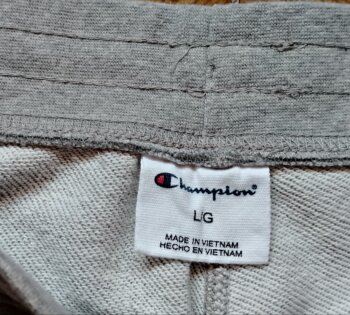 Champion®
L/G
MADE IN VIETNAM
HECHO EN VIETNAM